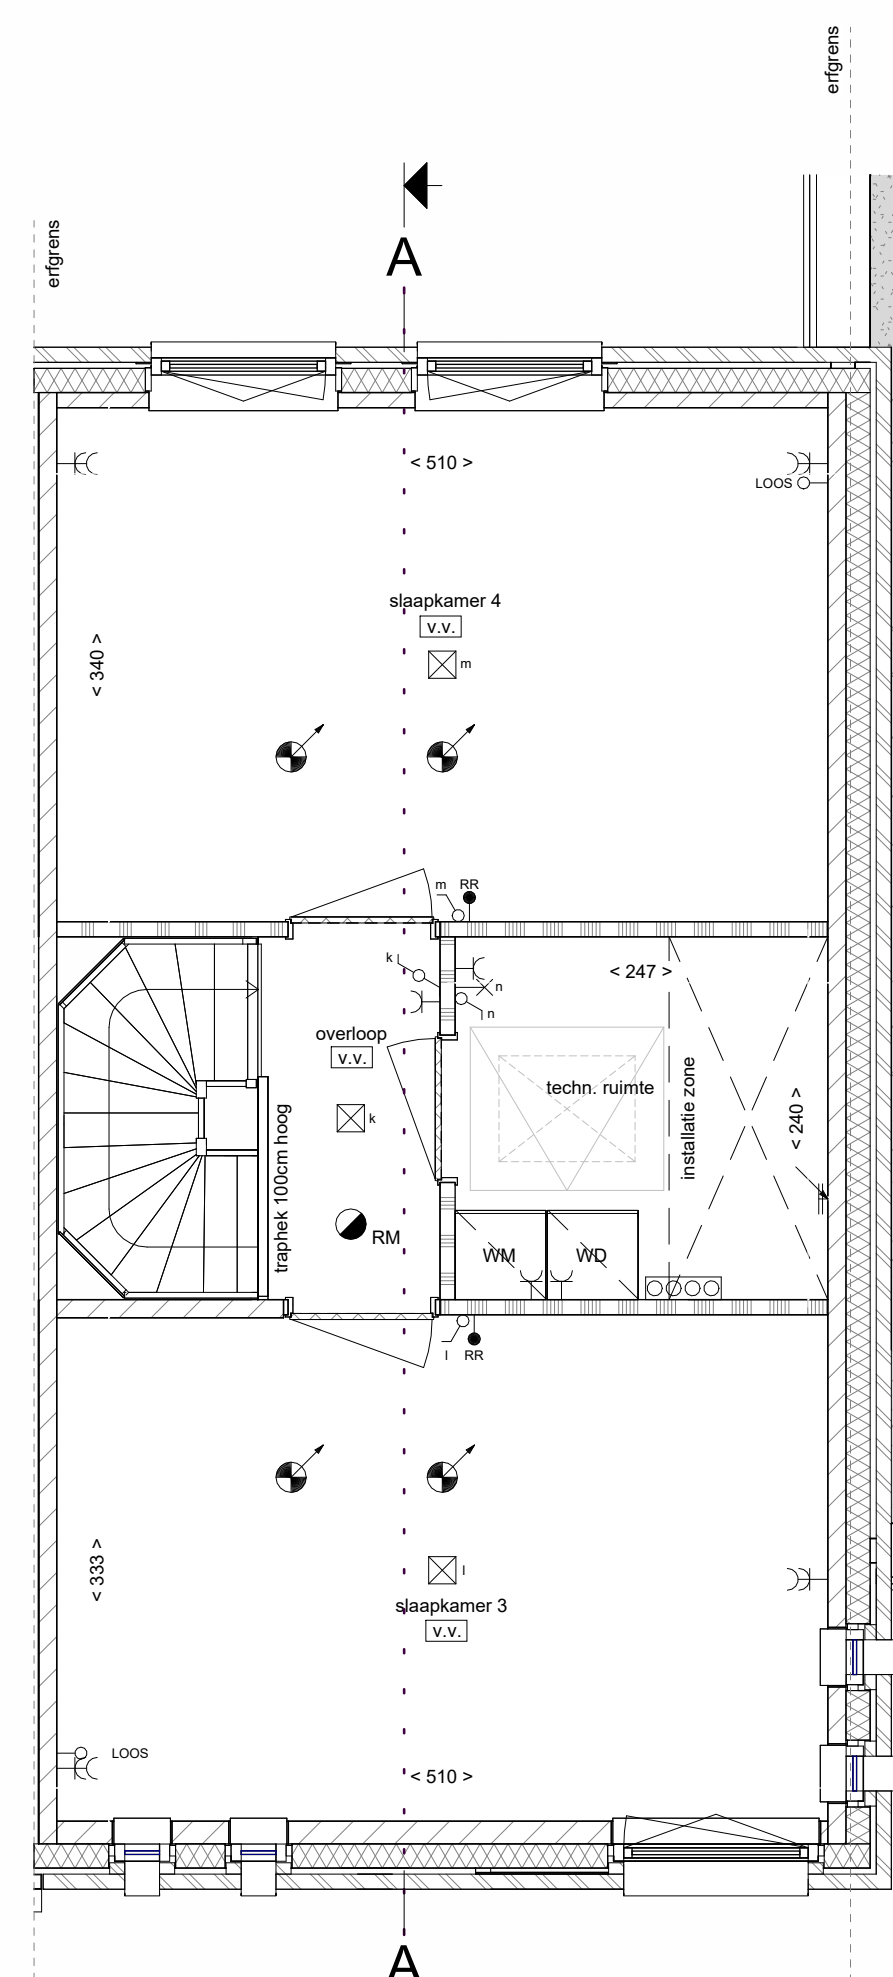 erfgrens
erfgrens
A
< 510 >
LOOS
slaapkamer 4
v.v.
m
< 340 >
m RR
k
n
n
< 247 >
overloop
v.v.
k
techn. ruimte
installatie zone
< 240 >
traphek 100cm hoog
RM
WM
WD
l RR
< 333 >
l
slaapkamer 3
v.v.
LOOS
< 510 >
A